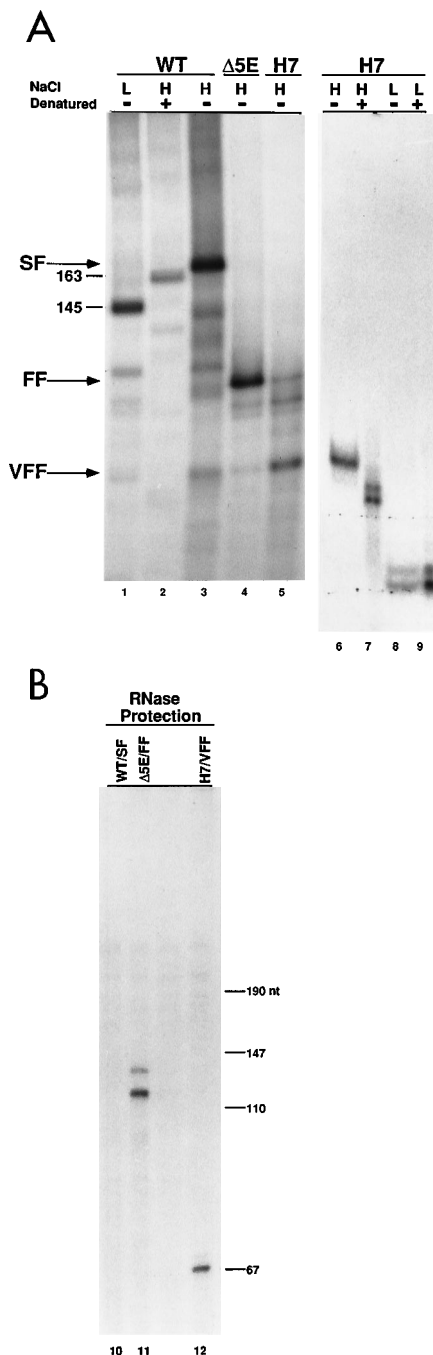 A
WT Δ5E H7 H7
NaCl L H H H H H H L L
Denatured - + - - - - + - +
SF
163
145
FF
VFF
1 2 3 4 5 6 7 8 9
B
RNase
Protection
WT/SF Δ5E/FF H7/VFF
190 nt
147
110
67
10 11 12